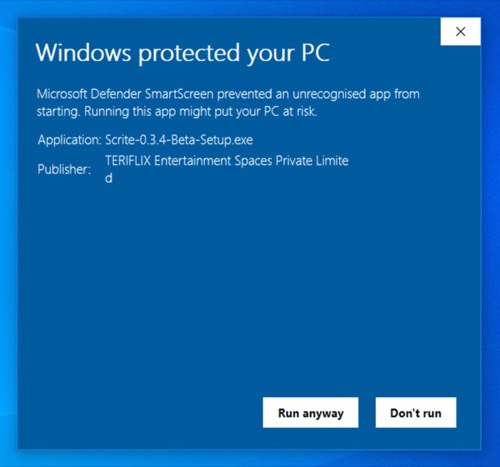 Windows protected your PC
Microsoft Defender SmartScreen prevented an unrecognised app from
starting. Running this app might put your PC at risk.
Application: Scrite-0.3.4-Beta-Setup.exe
Publisher: TERIFLIX Entertainment Spaces Private Limite
d
Run anyway
Don't run